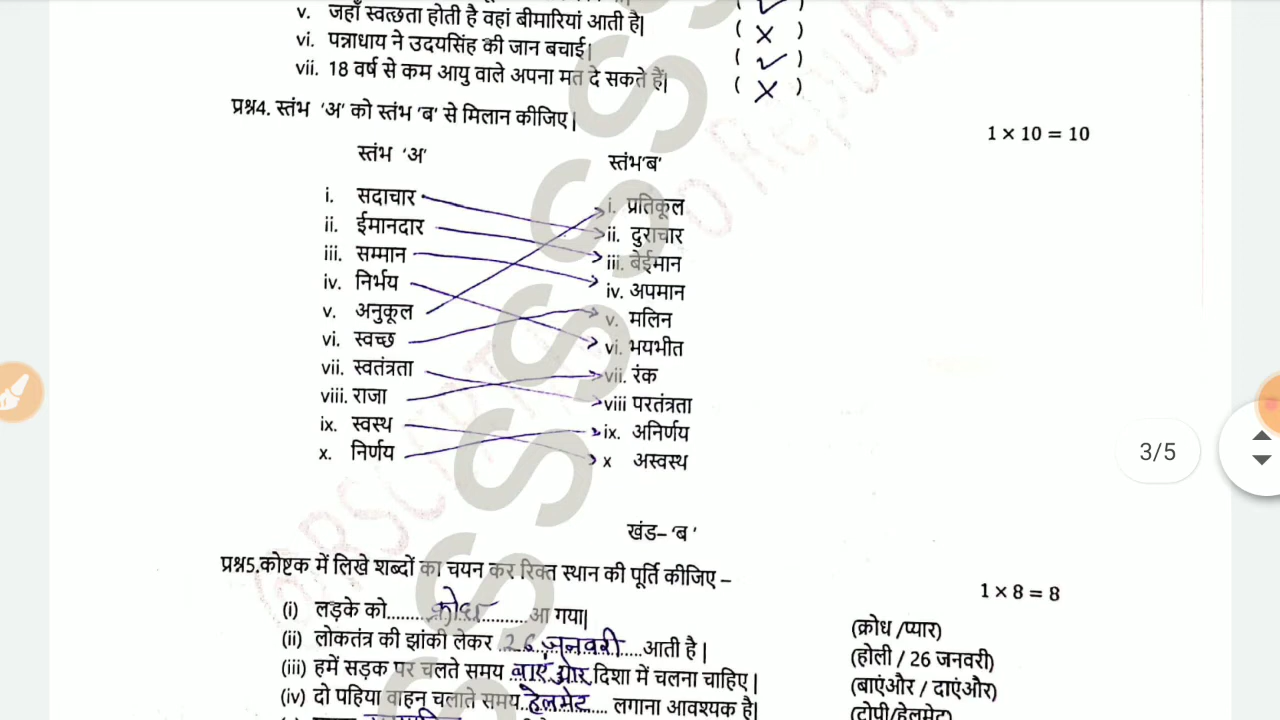 v. जहाँ स्वच्छता होती है वहां बीमारियां आती है|
( ✓ )
vi. पन्नाधाय ने उदयसिंह की जान बचाई|
( X )
vii. 18 वर्ष से कम आयु वाले अपना मत दे सकते हैं|
( ✓ )
( X )
प्रश्न4. स्तंभ 'अ' को स्तंभ 'ब' से मिलान कीजिए|
1 × 10 = 10
स्तंभ 'अ' स्तंभ'ब'
i. सदाचार i. प्रतिकूल
ii. ईमानदार ii. दुराचार
iii. सम्मान iii. बेईमान
iv. निर्भय iv. अपमान
v. अनुकूल v. मलिन
vi. स्वच्छ vi. भयभीत
vii. स्वतंत्रता vii. रंक
viii. राजा viii परतंत्रता
ix. स्वस्थ ix. अनिर्णय
x. निर्णय x अस्वस्थ
3/5
खंड– 'ब'
प्रश्न5.कोष्टक में लिखे शब्दों का चयन कर रिक्त स्थान की पूर्ति कीजिए –
1 × 8 = 8
(i) लड़के को.......क्रोध..........आ गया| (क्रोध /प्यार)
(ii) लोकतंत्र की झांकी लेकर ..26 जनवरी.....आती है | (होली / 26 जनवरी)
(iii) हमें सड़क पर चलते समय ..बाएं और.. दिशा में चलना चाहिए | (बाएंऔर / दाएंऔर)
(iv) दो पहिया वाहन चलाते समय..हेलमेट.... लगाना आवश्यक है| (टोपी/हेलमेट)